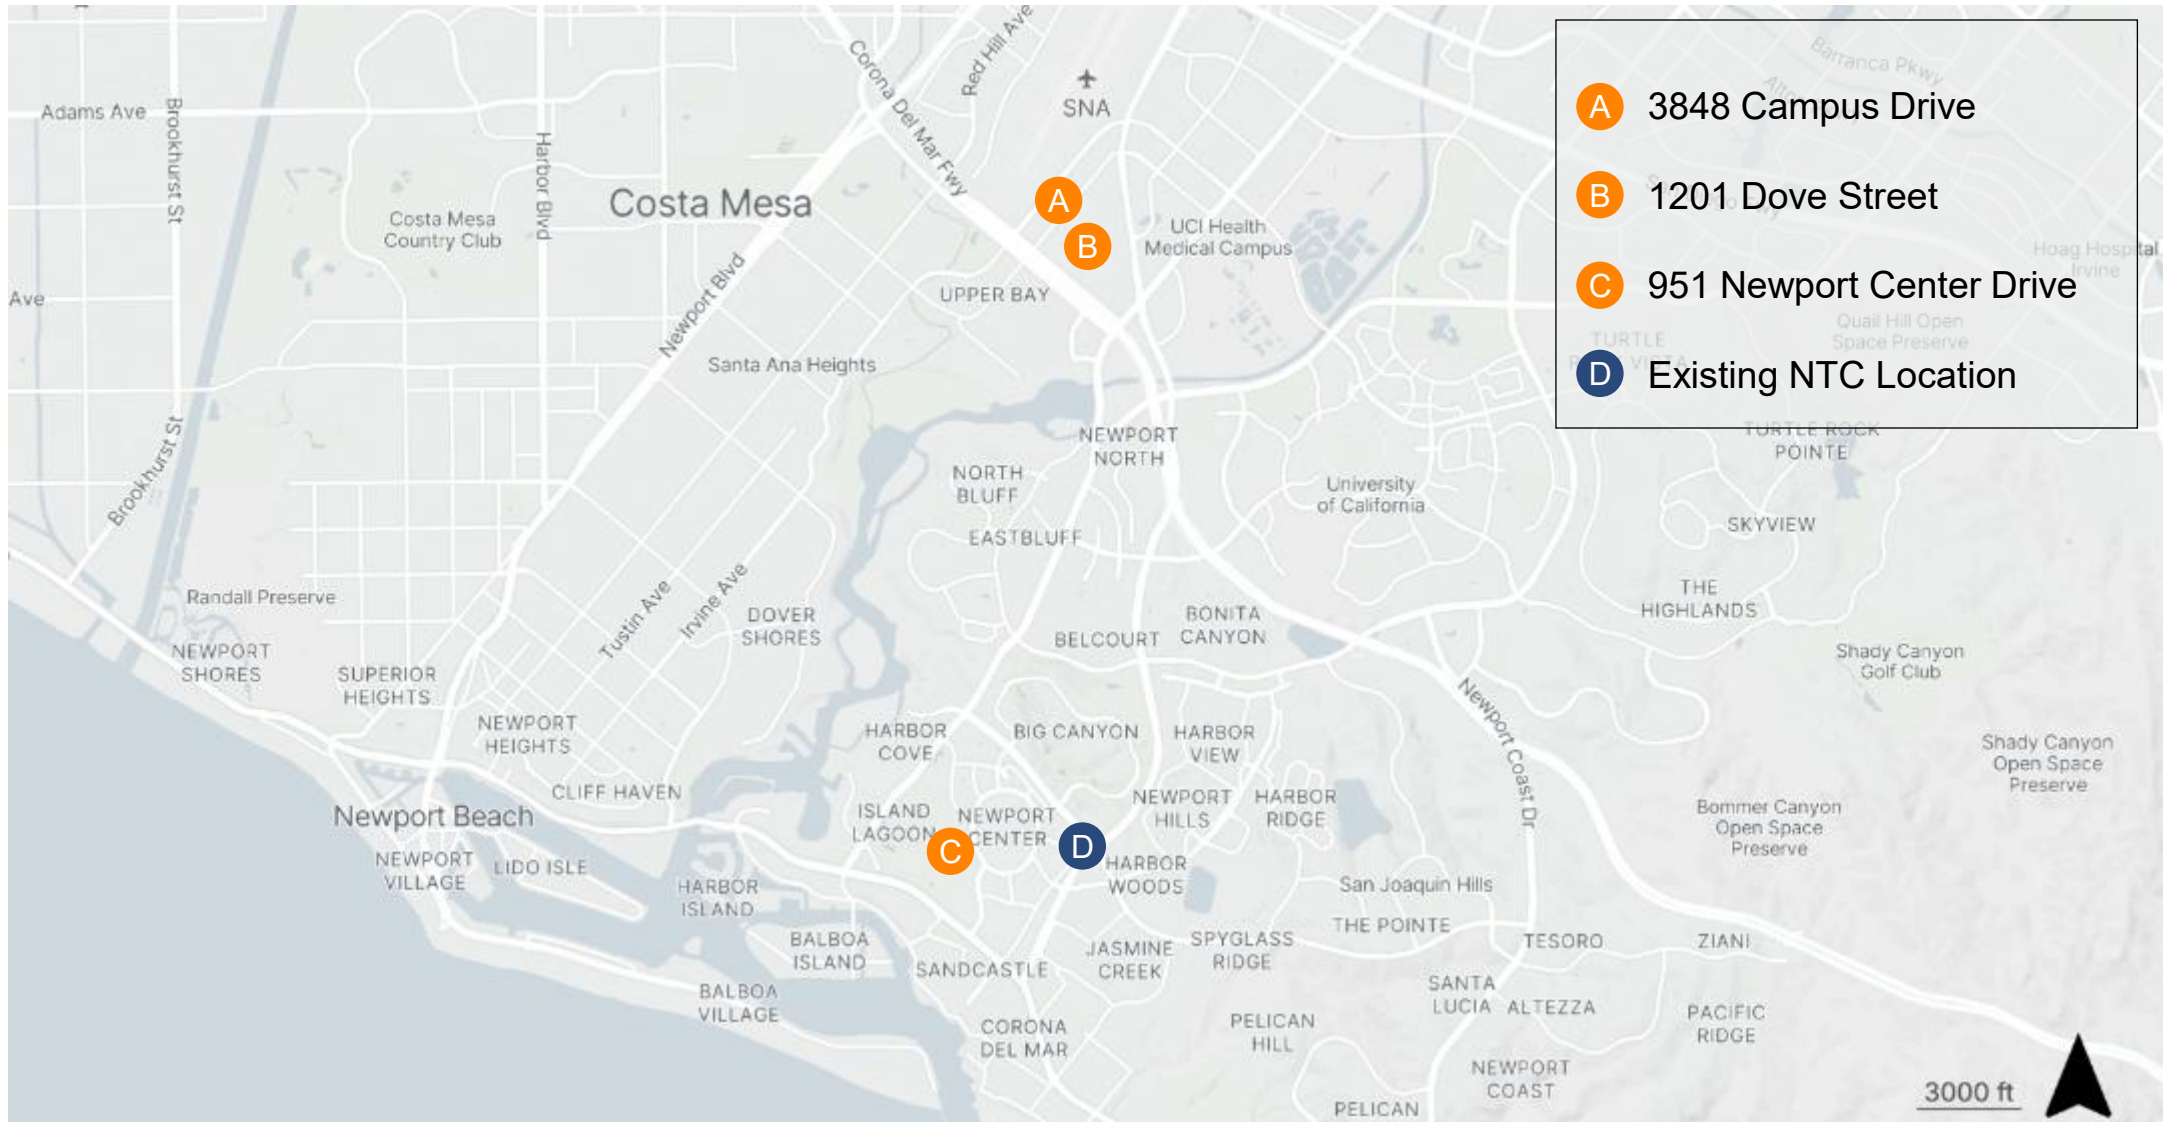 Adams Ave
Brookhurst St
Harbor Blvd
Corona Del Mar Fwy
Red Hill Ave
SNA
Costa Mesa
Costa Mesa
Country Club
A
B
UCI Health
Medical Campus
UPPER BAY
Ave
Newport Blvd
Santa Ana Heights
A 3848 Campus Drive
B 1201 Dove Street
C 951 Newport Center Drive
D Existing NTC Location
Barranca Pkwy
Hoag Hospital
Irvine
Quail Hill Open
Space Preserve
TURTLE
VISTA
TURTLE ROCK
POINTE
Brookhurst St
NEWPORT
NORTH
NORTH
BLUFF
EASTBLUFF
University
of California
SKYVIEW
THE
HIGHLANDS
Randall Preserve
Tustin Ave
Irvine Ave
DOVER
SHORES
BELCOURT
BONITA
CANYON
NEWPORT
SHORES
SUPERIOR
HEIGHTS
Shady Canyon
Golf Club
Newport Coast Dr
NEWPORT
HEIGHTS
HARBOR
COVE
BIG CANYON
HARBOR
VIEW
Shady Canyon
Open Space
Preserve
CLIFF HAVEN
Newport Beach
ISLAND
LAGOON
NEWPORT
CENTER
NEWPORT
HILLS
HARBOR
RIDGE
Bommer Canyon
Open Space
Preserve
C
D
NEWPORT
VILLAGE
LIDO ISLE
HARBOR
ISLAND
HARBOR
WOODS
San Joaquin Hills
THE POINTE
BALBOA
ISLAND
SANDCASTLE
JASMINE
CREEK
SPYGLASS
RIDGE
TESORO
ZIANI
BALBOA
VILLAGE
SANTA
LUCIA
ALTEZZA
CORONA
DEL MAR
PELICAN
HILL
PACIFIC
RIDGE
NEWPORT
COAST
PELICAN
3000 ft